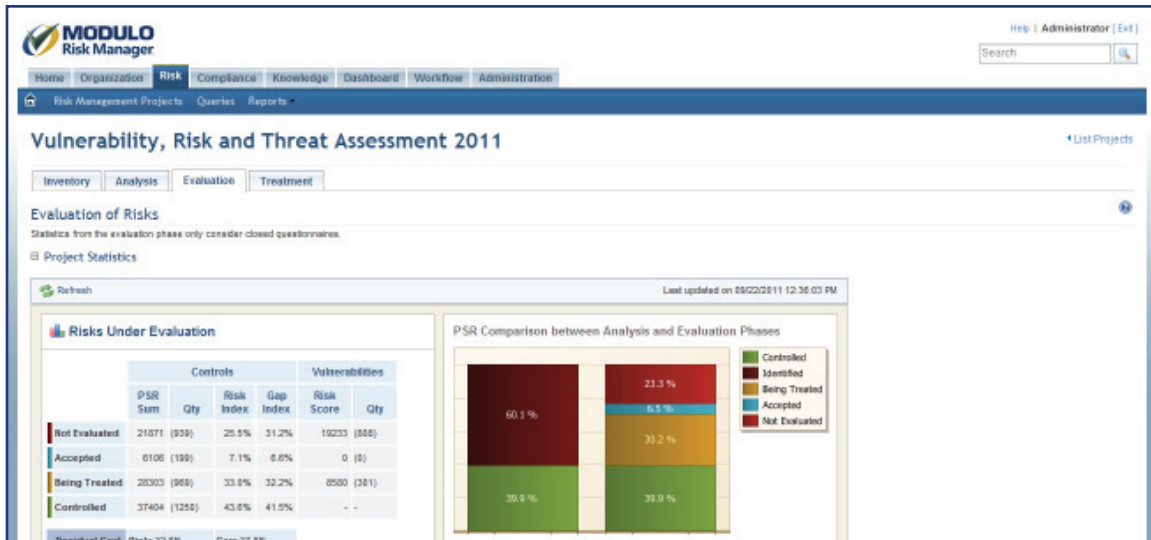 MODULO
Risk Manager
Help | Administrator [Exit]
Search
Home Organization Risk Compliance Knowledge Dashboard Workflow Administration
Risk Management Projects Queries Reports
Vulnerability, Risk and Threat Assessment 2011
List Projects
Inventory Analysis Evaluation Treatment
Evaluation of Risks
Statistics from the evaluation phase only consider closed questionnaires.
Project Statistics
Refresh
Last updated on 09/22/2011 12:36:03 PM
Risks Under Evaluation
Controls Vulnerabilities
PSR Sum Qty Risk Index Gap Index Risk Score Qty
Not Evaluated 21871 (939) 25.5% 31.2% 19233 (888)
Accepted 6106 (199) 7.1% 6.6% 0 (0)
Being Treated 28303 (969) 33.0% 32.2% 8580 (301)
Controlled 37404 (1250) 43.6% 41.5% - -
PSR Comparison between Analysis and Evaluation Phases
60.1 %
39.9 %
23.3 %
6.5 %
30.2 %
39.9 %
Controlled
Identified
Being Treated
Accepted
Not Evaluated